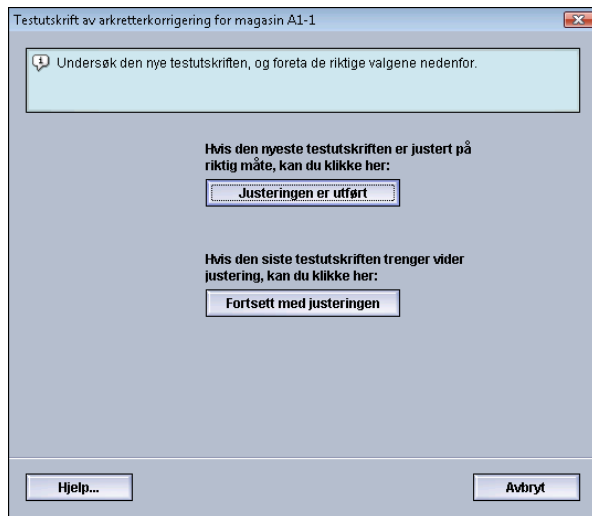 Testutskrift av arkretterkorrigering for magasin A1-1
Undersøk den nye testutskriften, og foreta de riktige valgene nedenfor.
Hvis den nyeste testutskriften er justert på
riktig måte, kan du klikke her:
Justeringen er utført
Hvis den siste testutskriften trenger vider
justering, kan du klikke her:
Fortsett med justeringen
Hjelp...
Avbryt